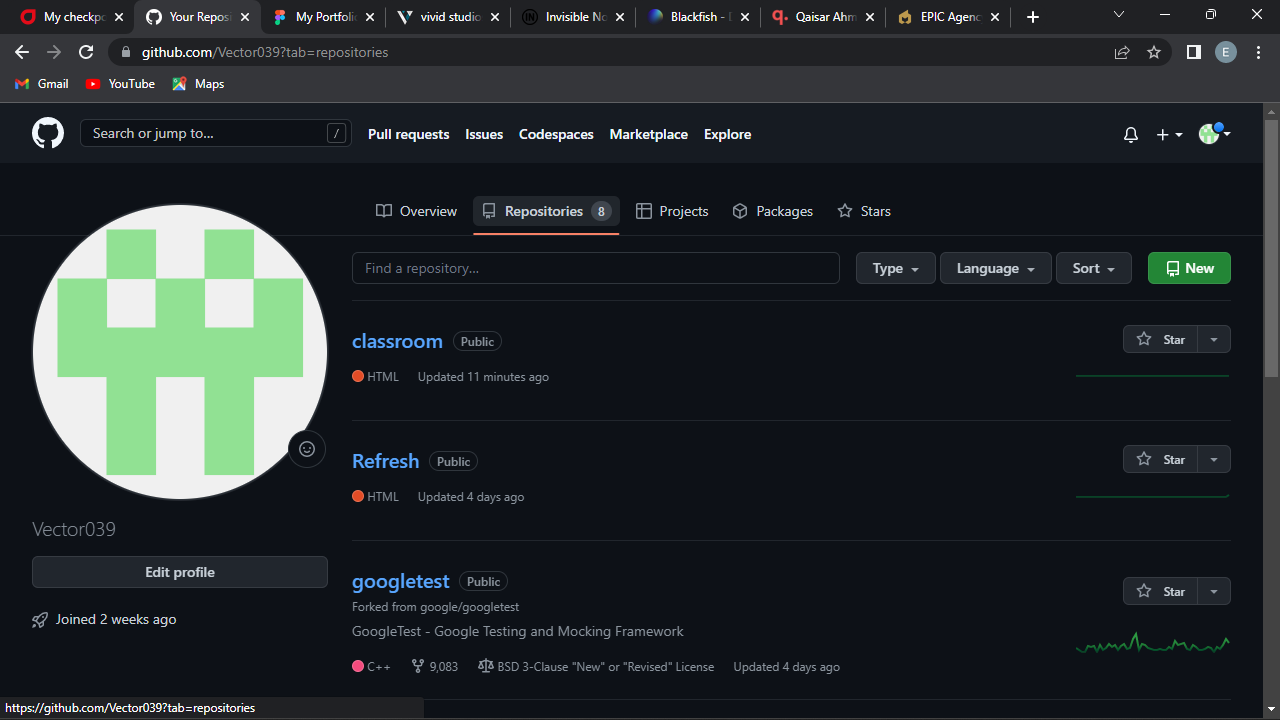 My checkpo
Your Reposi
My Portfoli
vivid studio
Invisible No
Blackfish - D
Qaisar Ahm
EPIC Agenc
github.com/Vector039?tab=repositories
E
Gmail
YouTube
Maps
Search or jump to...
/
Pull requests
Issues
Codespaces
Marketplace
Explore
Overview
Repositories 8
Projects
Packages
Stars
Find a repository...
Type
Language
Sort
New
classroom
Public
Star
HTML
Updated 11 minutes ago
Refresh
Public
Star
HTML
Updated 4 days ago
Vector039
Edit profile
Joined 2 weeks ago
googletest
Public
Star
Forked from google/googletest
GoogleTest - Google Testing and Mocking Framework
C++
9,083
BSD 3-Clause "New" or "Revised" License
Updated 4 days ago
https://github.com/Vector039?tab=repositories